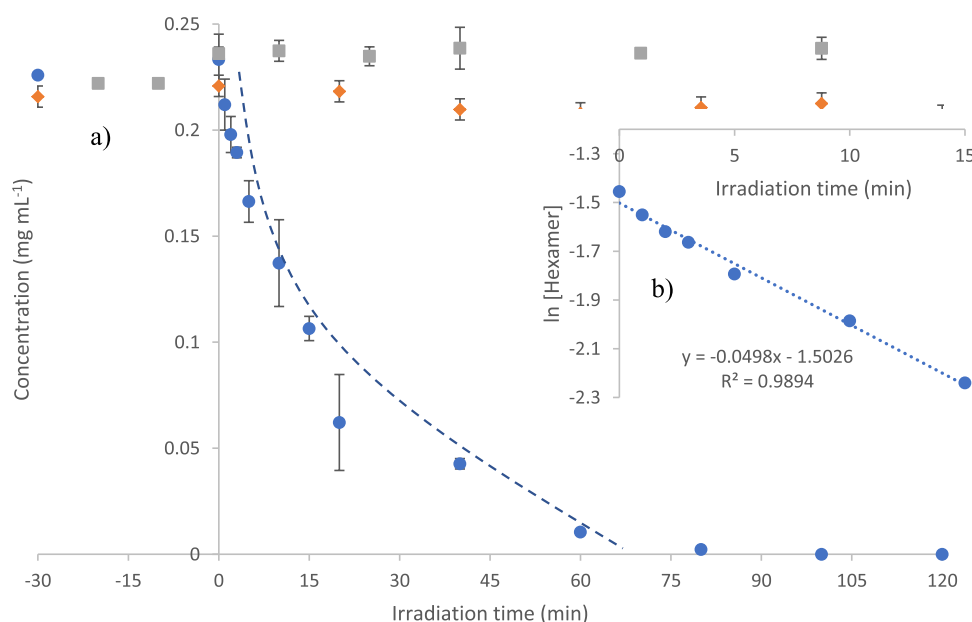 0.25
0.2
0.15
0.1
0.05
0
Concentration (mg mL⁻¹)
a)
-30 -15 0 15 30 45 60 75 90 105 120
Irradiation time (min)
0 5 10 15
Irradiation time (min)
-1.3
-1.5
-1.7
-1.9
-2.1
-2.3
ln [Hexamer]
b)
y = -0.0498x - 1.5026
R² = 0.9894